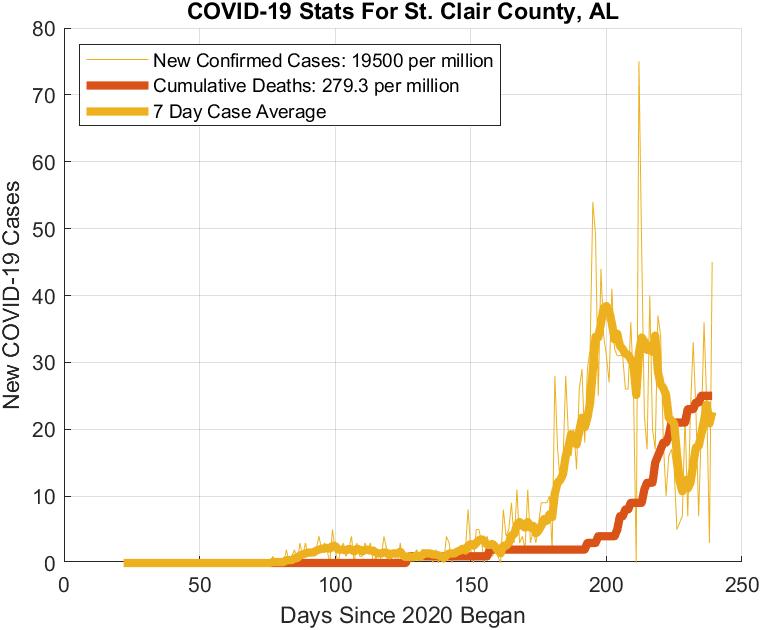 COVID-19 Stats For St. Clair County, AL
New Confirmed Cases: 19500 per million
Cumulative Deaths: 279.3 per million
7 Day Case Average
New COVID-19 Cases
80
70
60
50
40
30
20
10
0
0 50 100 150 200 250
Days Since 2020 Began